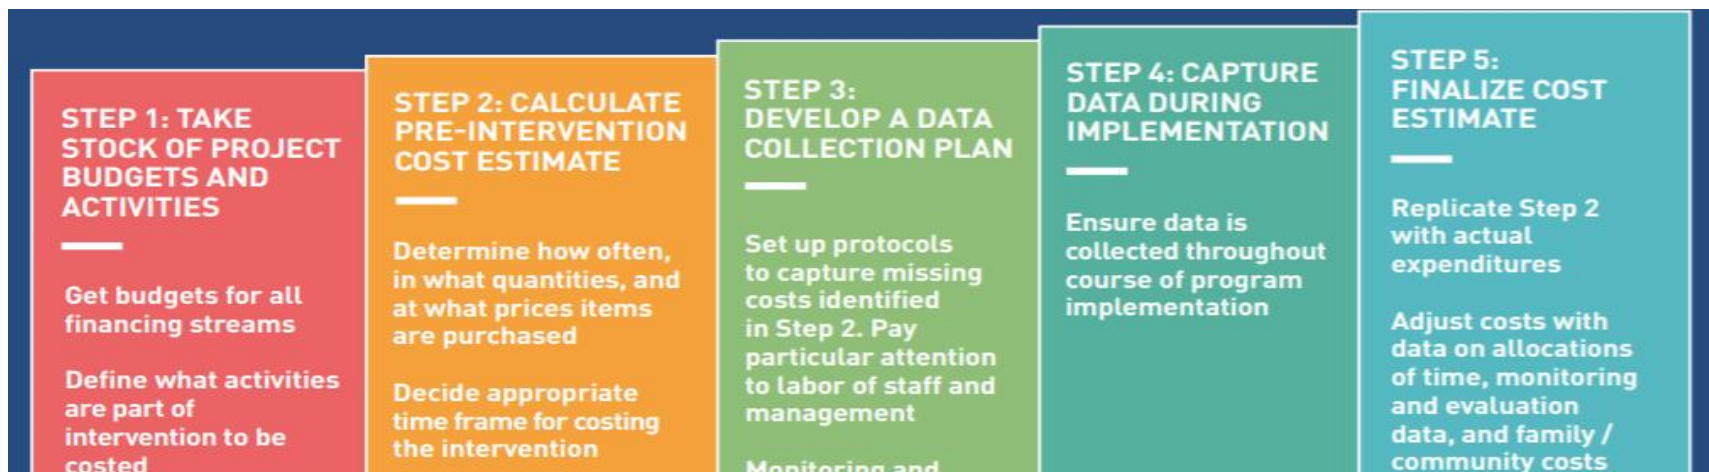 STEP 1: TAKE
STOCK OF PROJECT
BUDGETS AND
ACTIVITIES
Get budgets for all
financing streams
Define what activities
are part of
intervention to be
costed
STEP 2: CALCULATE
PRE-INTERVENTION
COST ESTIMATE
Determine how often,
in what quantities, and
at what prices items
are purchased
Decide appropriate
time frame for costing
the intervention
STEP 3:
DEVELOP A DATA
COLLECTION PLAN
Set up protocols
to capture missing
costs identified
in Step 2. Pay
particular attention
to labor of staff and
management
Monitoring and
STEP 4: CAPTURE
DATA DURING
IMPLEMENTATION
Ensure data is
collected throughout
course of program
implementation
STEP 5:
FINALIZE COST
ESTIMATE
Replicate Step 2
with actual
expenditures
Adjust costs with
data on allocations
of time, monitoring
and evaluation
data, and family /
community costs